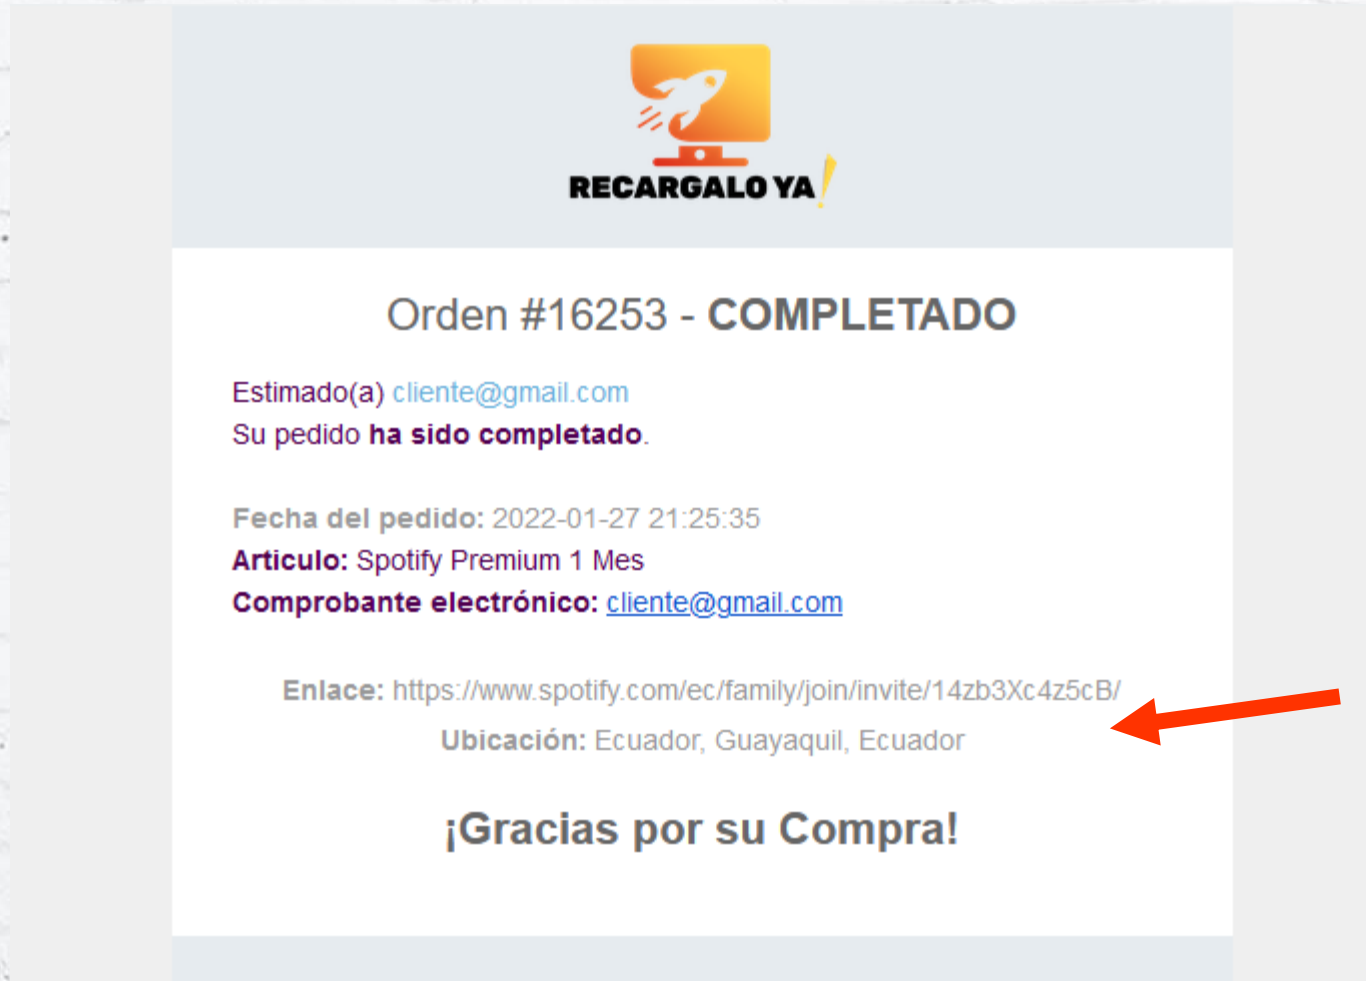 RECARGALO YA!
Orden #16253 - COMPLETADO
Estimado(a) cliente@gmail.com
Su pedido ha sido completado.
Fecha del pedido: 2022-01-27 21:25:35
Articulo: Spotify Premium 1 Mes
Comprobante electrónico: cliente@gmail.com
Enlace: https://www.spotify.com/ec/family/join/invite/14zb3Xc4z5cB/
Ubicación: Ecuador, Guayaquil, Ecuador
¡Gracias por su Compra!